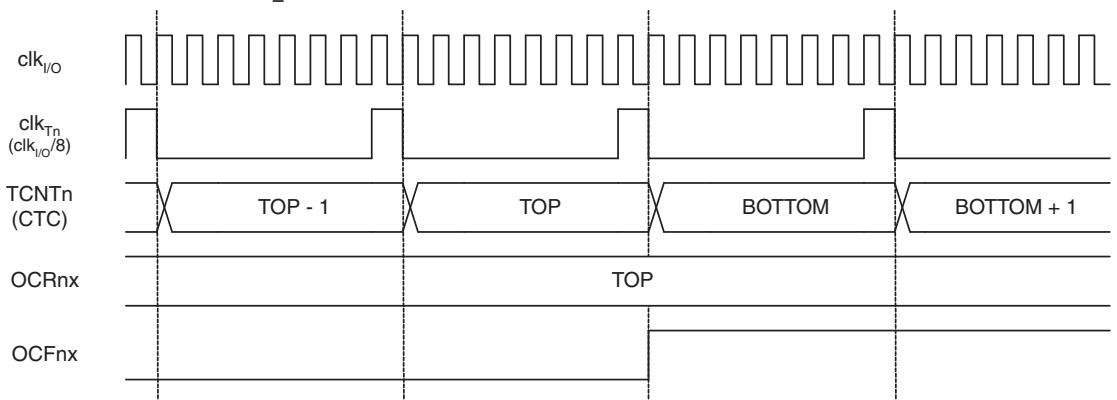 clkI/O
clkTn
(clkI/O/8)
TCNTn
(CTC)
TOP - 1
TOP
BOTTOM
BOTTOM + 1
OCRnx
TOP
OCFnx